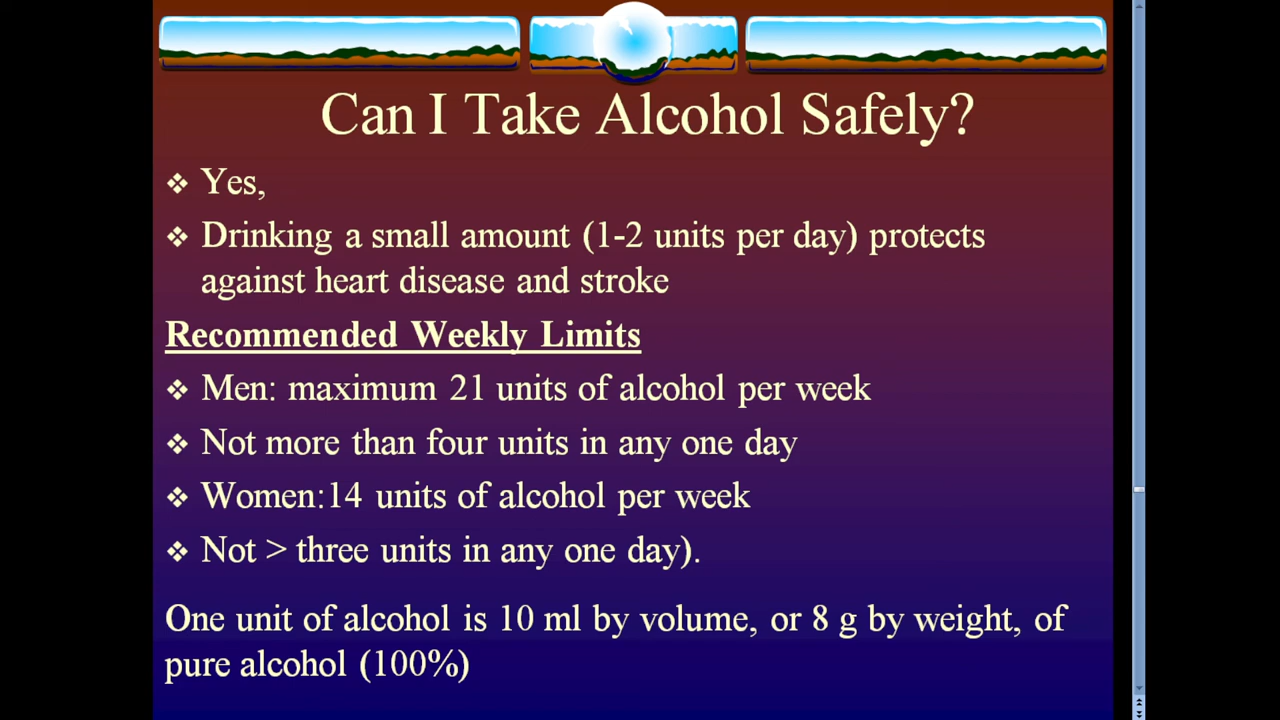 Can I Take Alcohol Safely?
❖ Yes,
❖ Drinking a small amount (1-2 units per day) protects
against heart disease and stroke
Recommended Weekly Limits
❖ Men: maximum 21 units of alcohol per week
❖ Not more than four units in any one day
❖ Women:14 units of alcohol per week
❖ Not > three units in any one day).
One unit of alcohol is 10 ml by volume, or 8 g by weight, of
pure alcohol (100%)